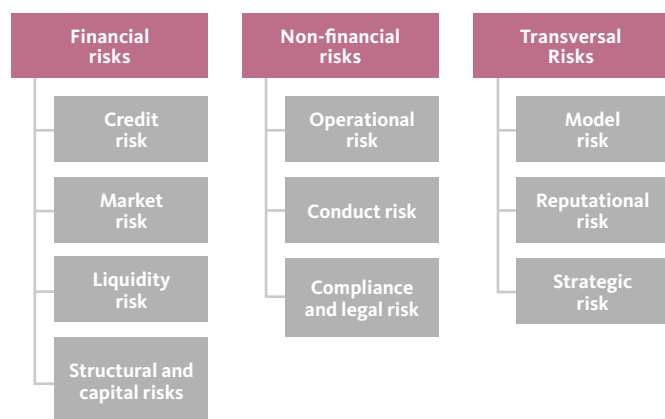 Financial
risks
Credit
risk
Market
risk
Liquidity
risk
Structural and
capital risks
Non-financial
risks
Operational
risk
Conduct risk
Compliance
and legal risk
Transversal
Risks
Model
risk
Reputational
risk
Strategic
risk